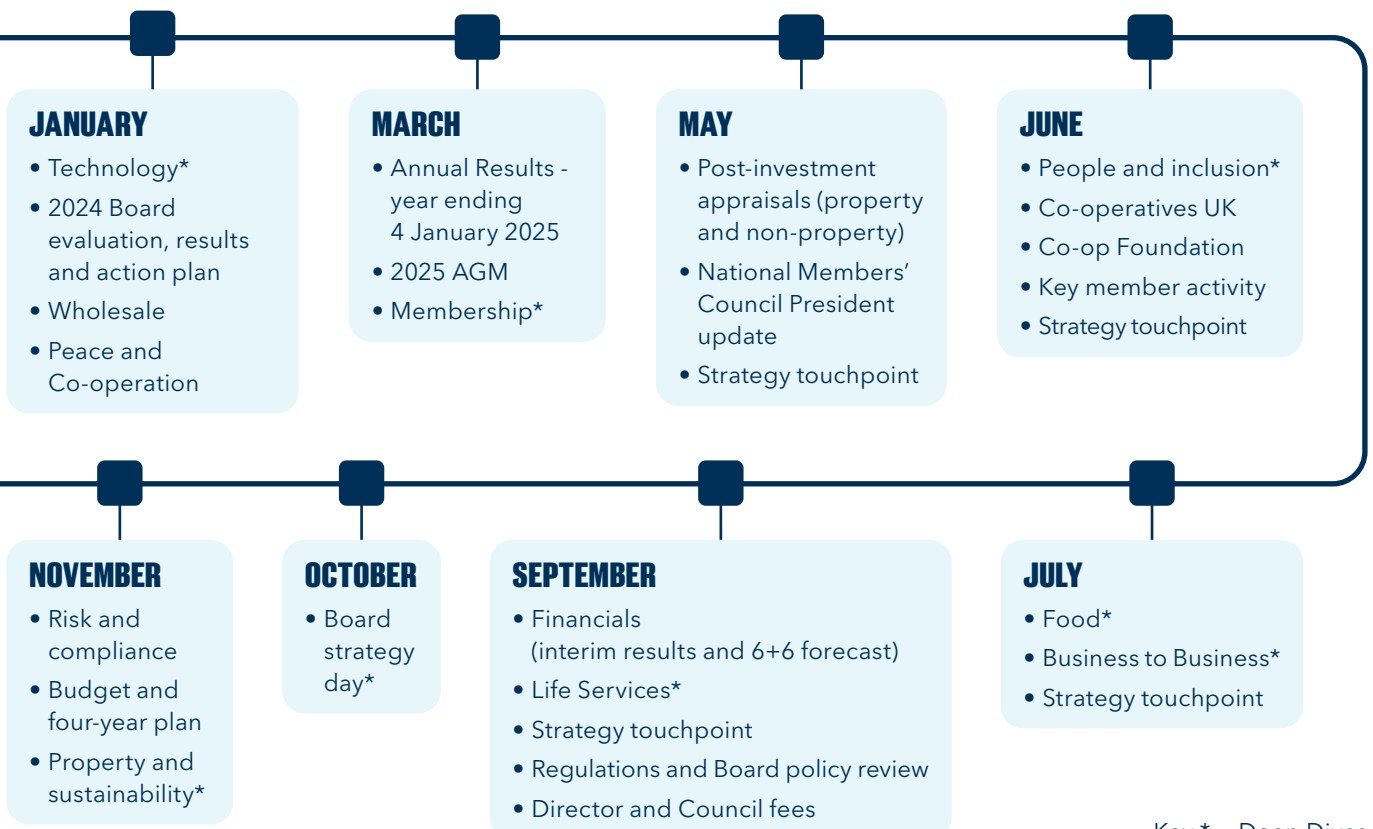 JANUARY
• Technology*
• 2024 Board
evaluation, results
and action plan
• Wholesale
• Peace and
Co-operation
MARCH
• Annual Results -
year ending
4 January 2025
• 2025 AGM
• Membership*
MAY
• Post-investment
appraisals (property
and non-property)
• National Members’
Council President
update
• Strategy touchpoint
JUNE
• People and inclusion*
• Co-operatives UK
• Co-op Foundation
• Key member activity
• Strategy touchpoint
NOVEMBER
• Risk and
compliance
• Budget and
four-year plan
• Property and
sustainability*
OCTOBER
• Board
strategy
day*
SEPTEMBER
• Financials
(interim results and 6+6 forecast)
• Life Services*
• Strategy touchpoint
• Regulations and Board policy review
• Director and Council fees
JULY
• Food*
• Business to Business*
• Strategy touchpoint